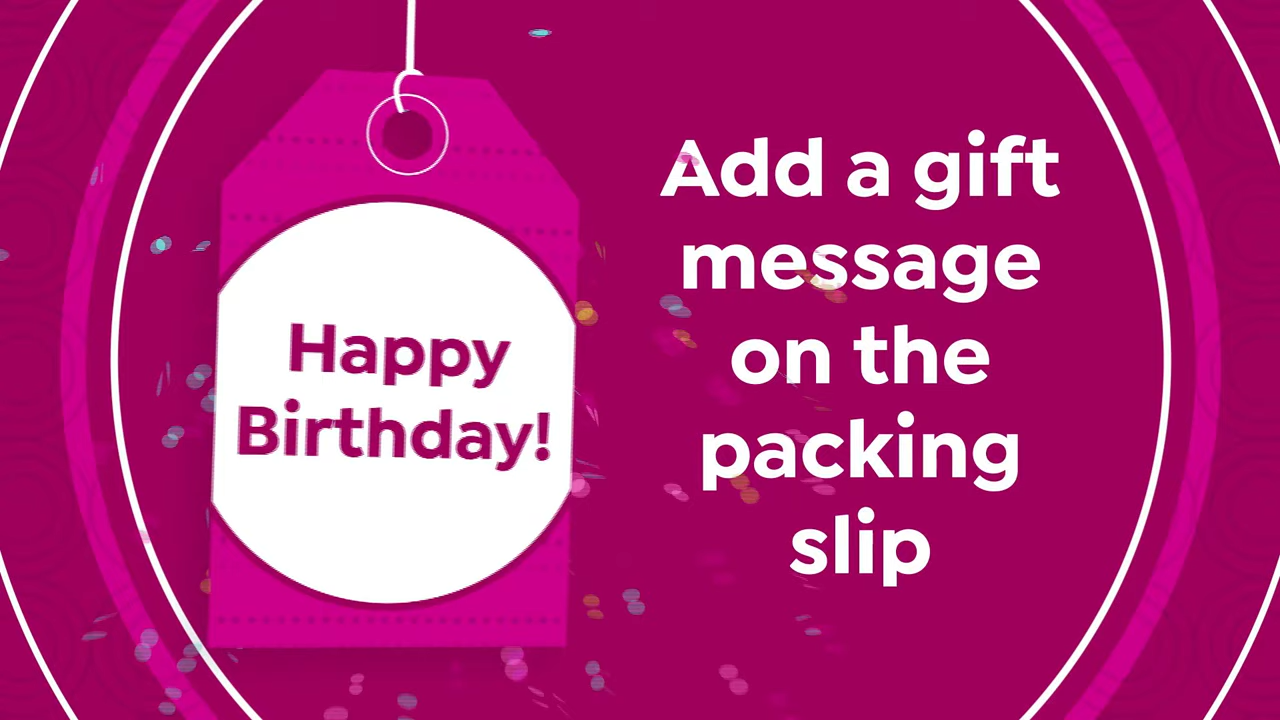 Happy
Birthday!
Add a gift
message
on the
packing
slip